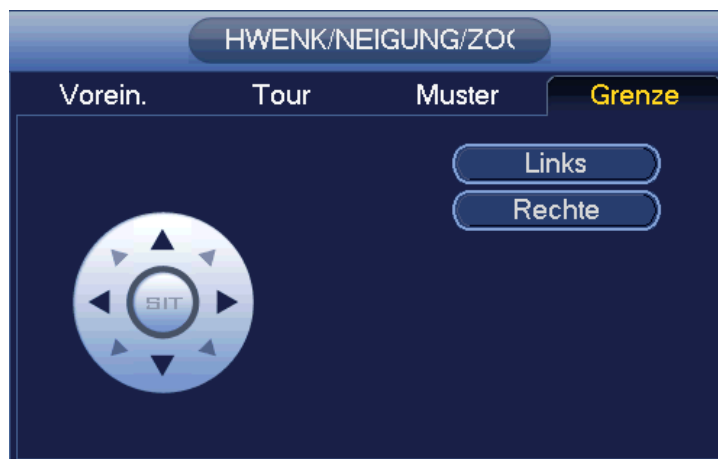 HWENK/NEIGUNG/ZO(
Vorein. Tour Muster Grenze
Links
Rechte
SIT